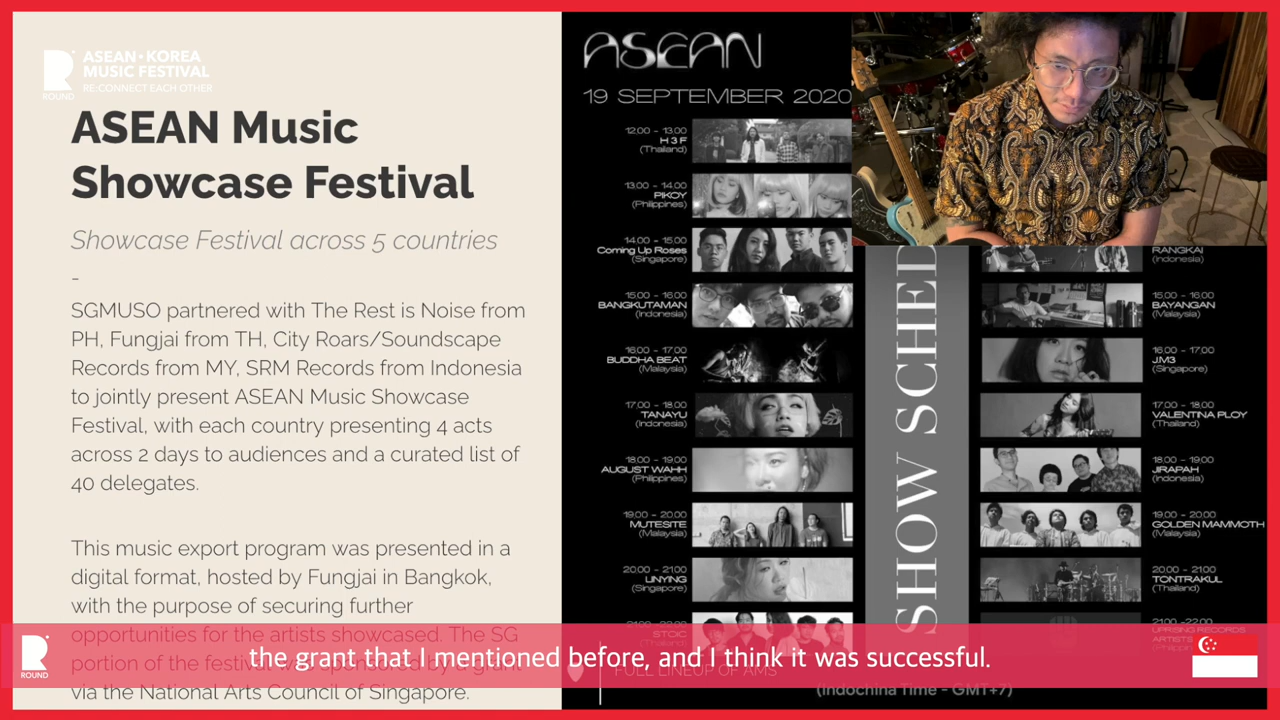 ASEAN•KOREA
MUSIC FESTIVAL
RE:CONNECT EACH OTHER
ROUND
ASEAN Music
Showcase Festival
Showcase Festival across 5 countries
-
SGMUSO partnered with The Rest is Noise from
PH, Fungjai from TH, City Roars/Soundscape
Records from MY, SRM Records from Indonesia
to jointly present ASEAN Music Showcase
Festival, with each country presenting 4 acts
across 2 days to audiences and a curated list of
40 delegates.
This music export program was presented in a
digital format, hosted by Fungjai in Bangkok,
with the purpose of securing further
opportunities for the artists showcased. The SG
portion of the festival
via the National Arts Council of Singapore.
ASEAN
19 SEPTEMBER 2020
12.00 - 13.00
H 3 F
(Thailand)
13.00 - 14.00
PIKOY
(Philippines)
14.00 - 15.00
Coming Up Roses
(Singapore)
15.00 - 16.00
BANGKUTAMAN
(Indonesia)
16.00 - 17.00
BUDDHA BEAT
(Malaysia)
17.00 - 18.00
TANAYU
(Indonesia)
18.00 - 19.00
AUGUST WAHH
(Philippines)
19.00 - 20.00
MUTESITE
(Malaysia)
20.00 - 21.00
LINYING
(Singapore)
21.00 - 22.00
STOIC
(Thailand)
SHOW SCHED
RANGKAI
(Indonesia)
15.00 - 16.00
BAYANGAN
(Malaysia)
16.00 - 17.00
J.M3
(Singapore)
17.00 - 18.00
VALENTINA PLOY
(Thailand)
18.00 - 19.00
JIRAPAH
(Indonesia)
19.00 - 20.00
GOLDEN MAMMOTH
(Malaysia)
20.00 - 21.00
TONTRAKUL
(Thailand)
21.00 - 22.00
UPRISING RECORDS
ARTISTS
FULL LINEUP OF AMS
(Indochina Time - GMT+7)
ROUND
the grant that I mentioned before, and I think it was successful.